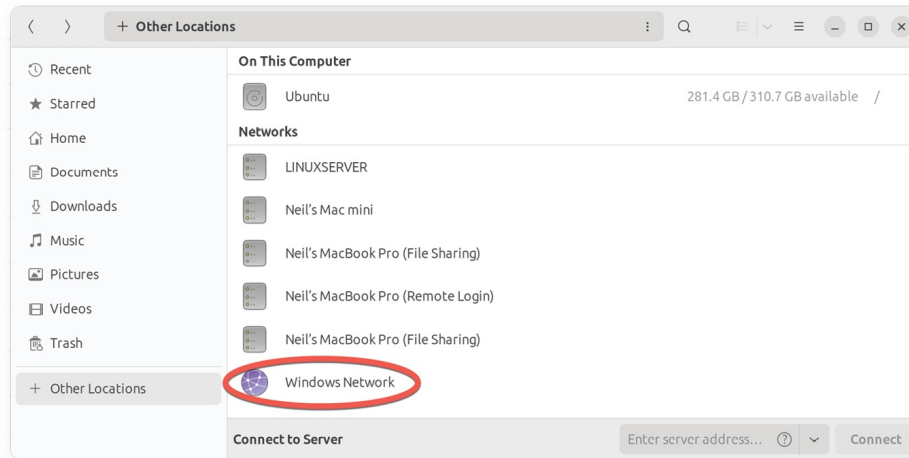 + Other Locations
Recent
Starred
Home
Documents
Downloads
Music
Pictures
Videos
Trash
+ Other Locations
On This Computer
Ubuntu 281.4 GB / 310.7 GB available /
Networks
LINUXSERVER
Neil’s Mac mini
Neil’s MacBook Pro (File Sharing)
Neil’s MacBook Pro (Remote Login)
Neil’s MacBook Pro (File Sharing)
Windows Network
Connect to Server Enter server address... ? Connect